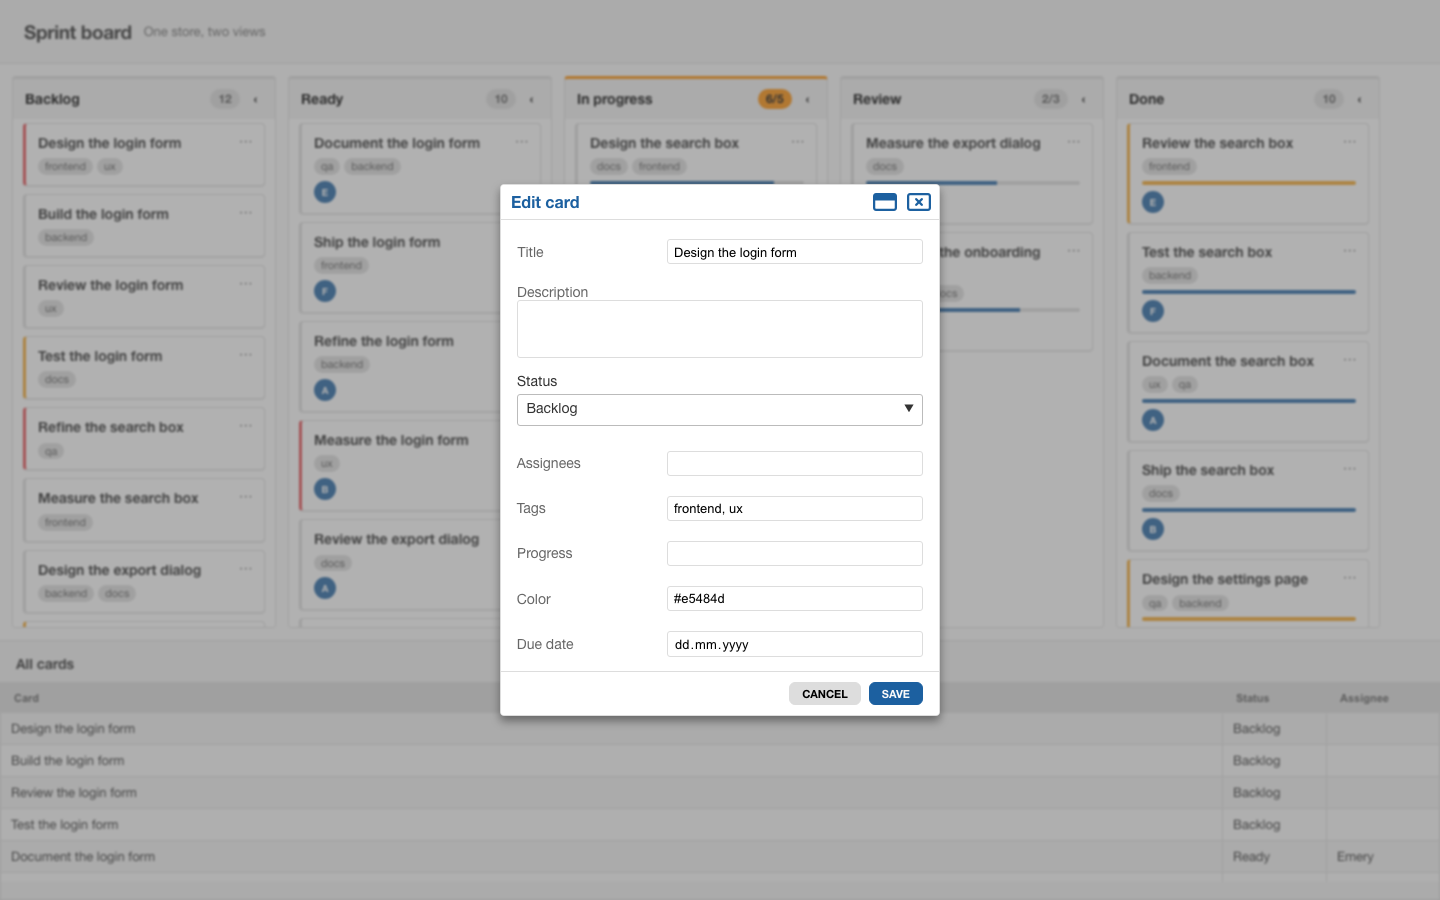 Sprint board One store, two views
Backlog 12
Design the login form
frontend ux
Build the login form
backend
Review the login form
ux
Test the login form
docs
Refine the search box
qa
Measure the search box
frontend
Design the export dialog
backend docs
Ready 10
Document the login form
qa backend
E
Ship the login form
frontend
F
Refine the login form
backend
A
Measure the login form
ux
B
Review the export dialog
docs
A
In progress 6/5
Design the search box
docs frontend
Review 2/3
Measure the export dialog
docs
the onboarding
ocs
Done 10
Review the search box
frontend
E
Test the search box
backend
F
Document the search box
ux qa
A
Ship the search box
docs
B
Design the settings page
qa backend
Edit card
Title Design the login form
Description
Status
Backlog
Assignees
Tags frontend, ux
Progress
Color #e5484d
Due date dd.mm.yyyy
CANCEL SAVE
All cards
Card Status Assignee
Design the login form Backlog
Build the login form Backlog
Review the login form Backlog
Test the login form Backlog
Document the login form Ready Emery